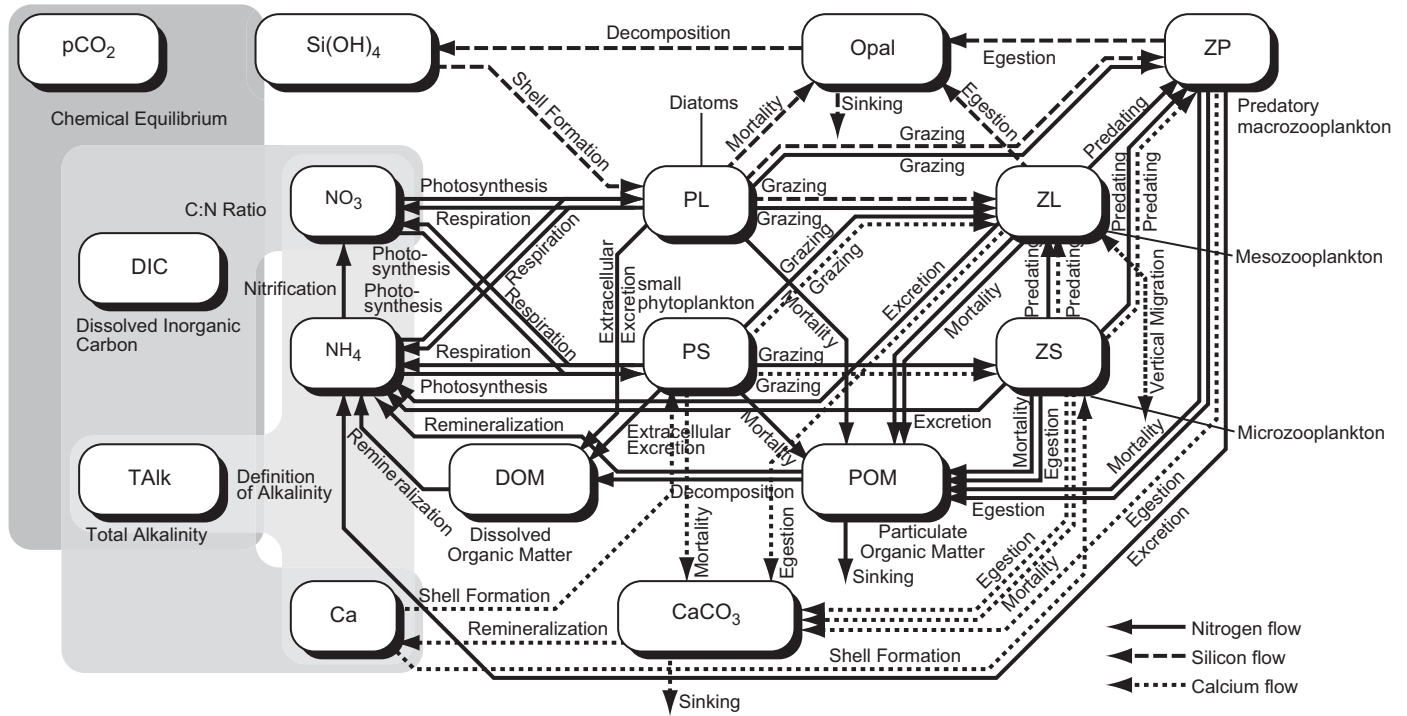 pCO2
Si(OH)4
Decomposition
Opal
Egestion
ZP
Chemical Equilibrium
Shell Formation
Diatoms
Mortality
Sinking
Egestion
Grazing
Grazing
Predating
Predatory
macrozooplankton
C:N Ratio
NO3
Photosynthesis
Respiration
PL
Grazing
Grazing
ZL
Predating
Predating
Mesozooplankton
DIC
Dissolved Inorganic
Carbon
Nitrification
Photo-
synthesis
Photo-
synthesis
Respiration
Respiration
Extracellular
Excretion
small
phytoplankton
Grazing
Grazing
Mortality
Excretion
Mortality
Predating
Predating
Vertical Migration
NH4
Respiration
Photosynthesis
PS
Grazing
Grazing
ZS
Microzooplankton
Remineralization
Remineralization
Extracellular
Excretion
Mortality
Excretion
Mortality
Egestion
Mortality
TAlk
Total Alkalinity
Definition
of Alkalinity
DOM
Dissolved
Organic Matter
Decomposition
POM
Particulate
Organic Matter
Egestion
Egestion
Excretion
Sinking
Mortality
Egestion
Egestion
Mortality
Ca
Shell Formation
Remineralization
CaCO3
Shell Formation
Sinking
Nitrogen flow
Silicon flow
Calcium flow